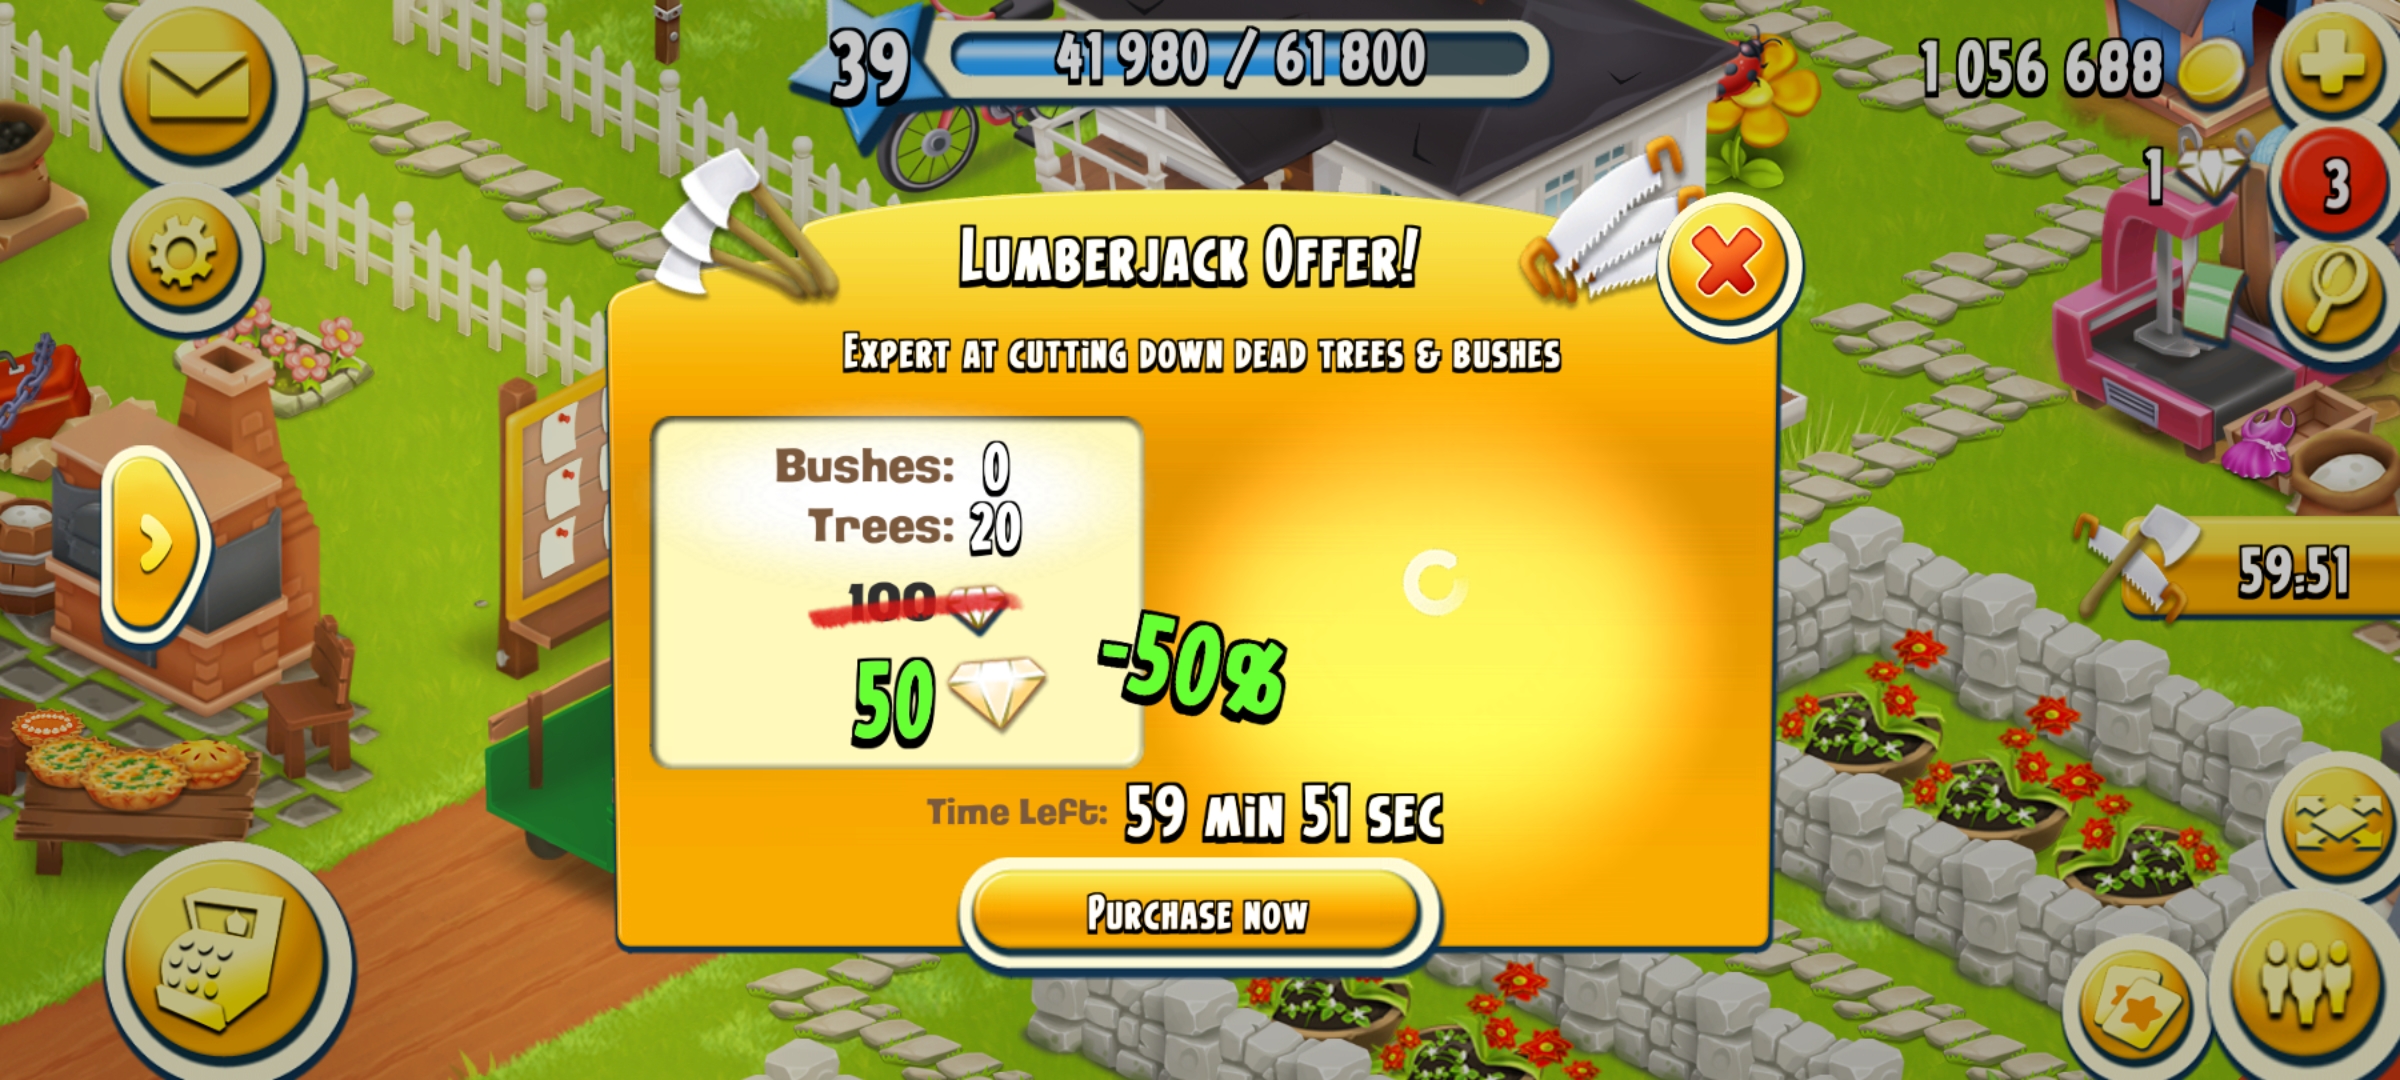 39
41 980 / 61 800
1 056 688
1
3
LUMBERJACK OFFER!
EXPERT AT CUTTING DOWN DEAD TREES & BUSHES
Bushes: 0
Trees: 20
100
50
-50%
59:51
Time Left: 59 MIN 51 SEC
PURCHASE NOW